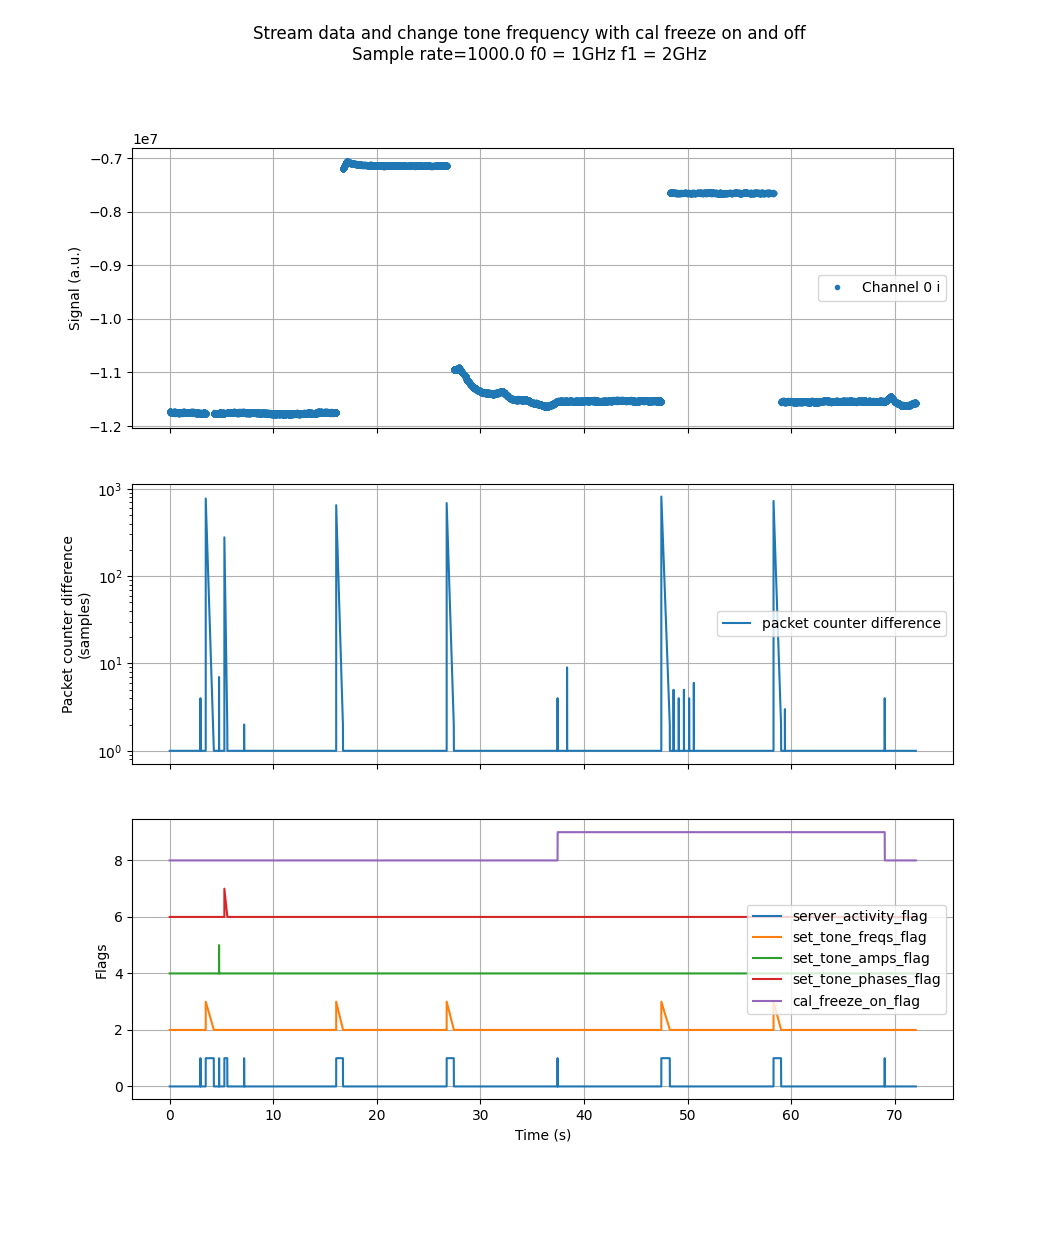 Stream data and change tone frequency with cal freeze on and off
Sample rate=1000.0 f0 = 1GHz f1 = 2GHz
1e7
−0.7
−0.8
−0.9
−1.0
−1.1
−1.2
Signal (a.u.)
Channel 0 i
10³
10²
10¹
10⁰
Packet counter difference
(samples)
packet counter difference
8
6
4
2
0
Flags
server_activity_flag
set_tone_freqs_flag
set_tone_amps_flag
set_tone_phases_flag
cal_freeze_on_flag
0 10 20 30 40 50 60 70
Time (s)